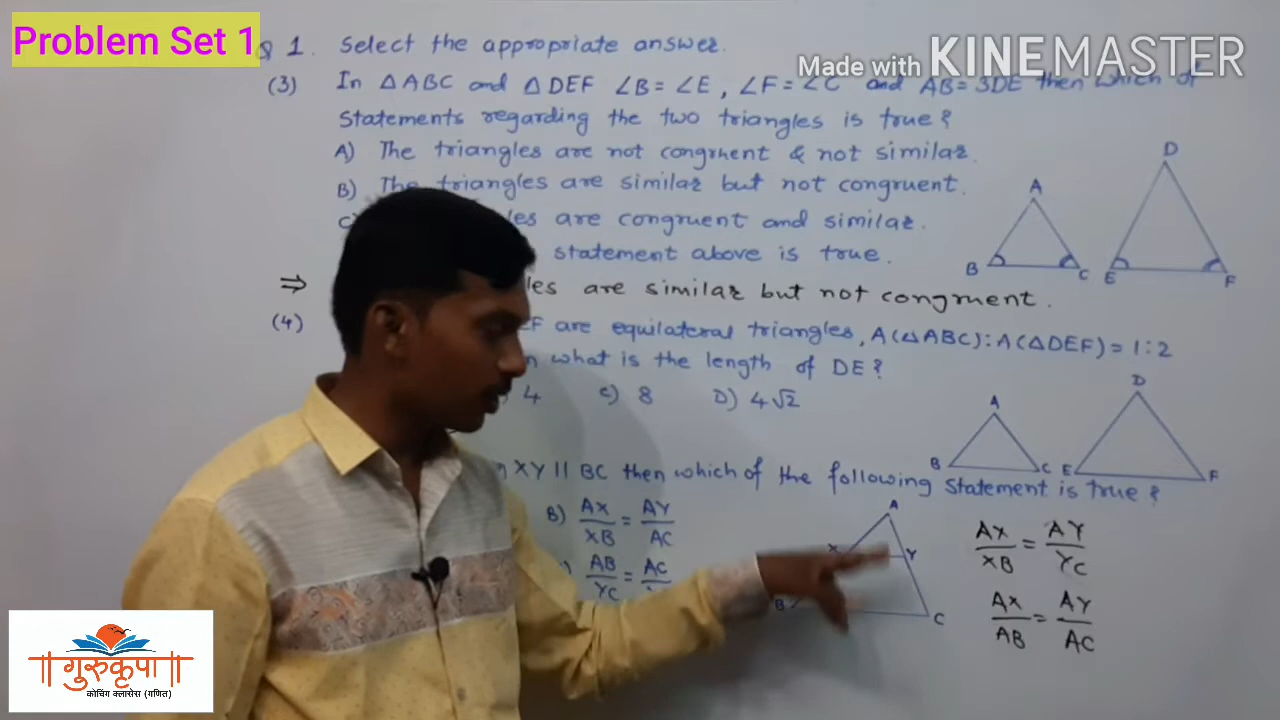 Problem Set 1
Q 1. Select the appropriate answer.
Made with KINEMASTER
(3) In △ABC and △DEF ∠B = ∠E, ∠F = ∠C and AB = 3DE then which of
Statements regarding the two triangles is true?
A) The triangles are not congruent & not similar.
B) The triangles are similar but not congruent.
C) les are congruent and similar.
statement above is true.
⇒ les are similar but not congruent.
(4) EF are equilateral triangles, A(△ABC):A(△DEF) = 1:2
what is the length of DE?
4 C) 8 D) 4√2
XY || BC then which of the following statement is true?
B) AX/XB = AY/AC
AB/YC = AC/
A
B
C
D
E
F
A
B
C
D
E
F
A
X
Y
B
C
AX/XB = AY/YC
AX/AB = AY/AC
गुरुकृपा
कोचिंग क्लासेस (गणित)